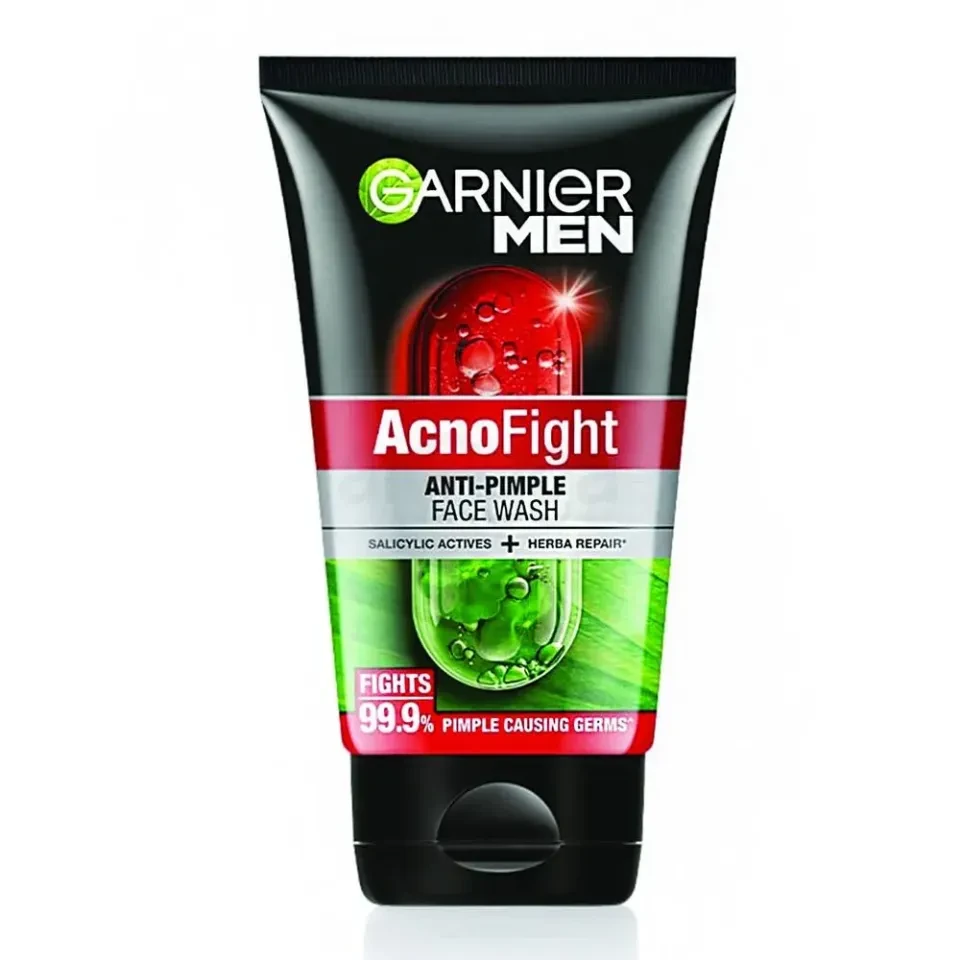 GARNIER
MEN
AcnoFight
ANTI-PIMPLE
FACE WASH
SALICYLIC ACTIVES + HERBA REPAIR*
FIGHTS
99.9% PIMPLE CAUSING GERMS^